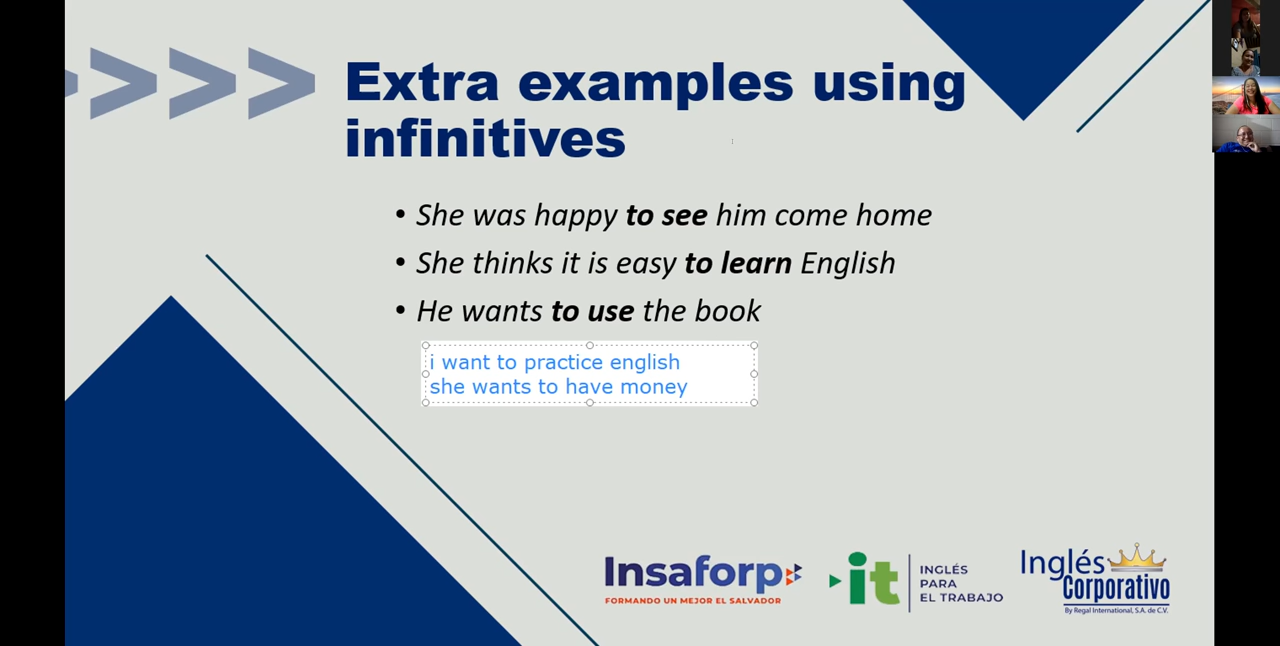 Extra examples using
infinitives
• She was happy to see him come home
• She thinks it is easy to learn English
• He wants to use the book
i want to practice english
she wants to have money
Insaforp
FORMANDO UN MEJOR EL SALVADOR
it
INGLÉS
PARA
EL TRABAJO
Inglés
Corporativo
By Regal International, S.A. de C.V.